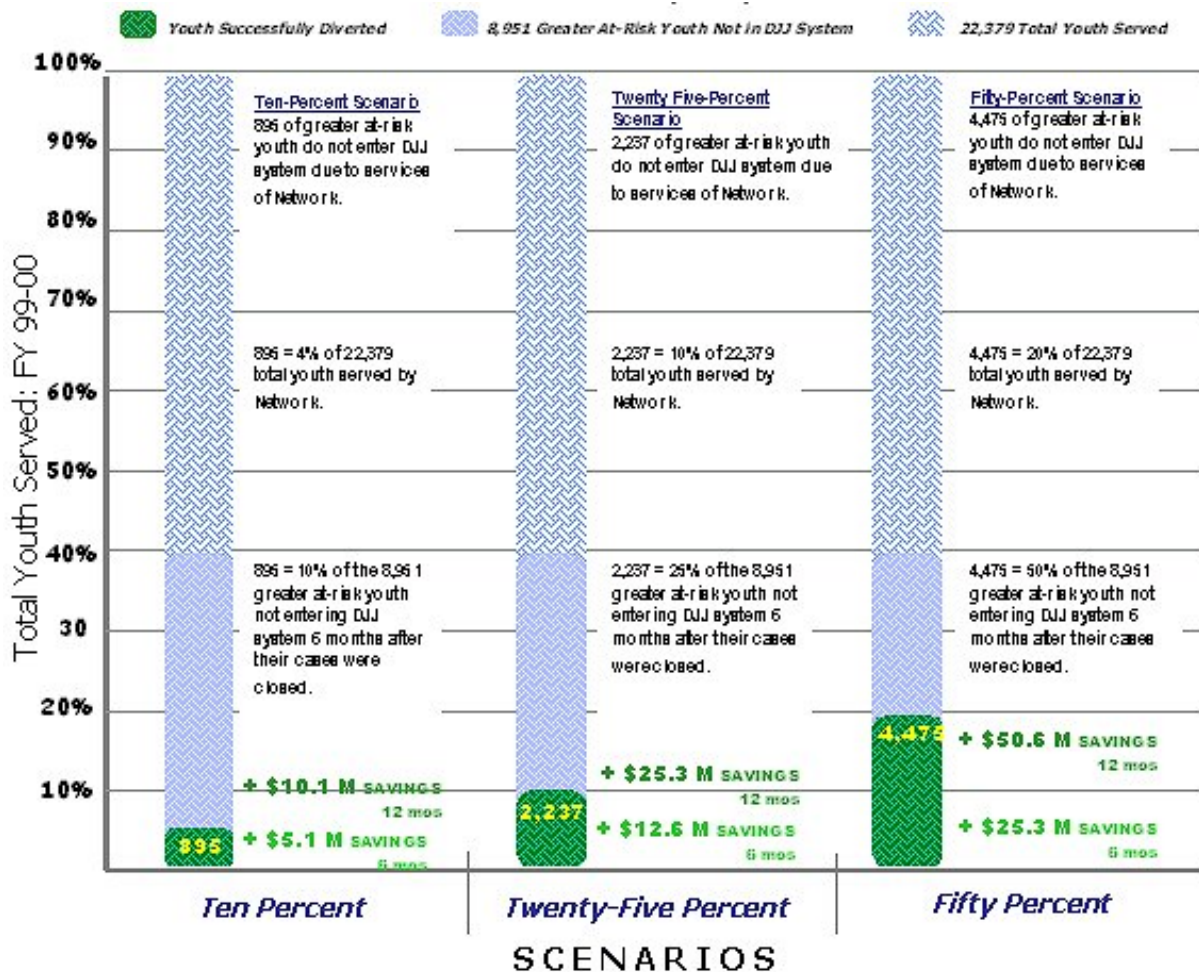 Youth Successfully Diverted
8,951 Greater At-Risk Youth Not in DJJ System
22,379 Total Youth Served
Total Youth Served: FY 99-00
100%
90%
80%
70%
60%
50%
40%
30
20%
10%
Ten-Percent Scenario
895 of greater at-risk
youth do not enter DJJ
system due to services
of Network.
895 = 4% of 22,379
total youth served by
Network.
895 = 10% of the 8,951
greater at-risk youth
not entering DJJ
system 6 months after
their cases were
closed.
+ $10.1 M SAVINGS
12 mos
+ $5.1 M SAVINGS
6 mos
895
Twenty Five-Percent
Scenario
2,237 of greater at-risk youth
do not enter DJJ system due
to services of Network.
2,237 = 10% of 22,379
total youth served by
Network.
2,237 = 25% of the 8,951
greater at-risk youth not
entering DJJ system 6
months after their cases
were closed.
+ $25.3 M SAVINGS
12 mos
2,237
+ $12.6 M SAVINGS
6 mos
Fifty-Percent Scenario
4,475 of greater at-risk
youth do not enter DJJ
system due to services
of Network.
4,475 = 20% of 22,379
total youth served by
Network.
4,475 = 50% of the 8,951
greater at-risk youth not
entering DJJ system 6
months after their cases
were closed.
4,475
+ $50.6 M SAVINGS
12 mos
+ $25.3 M SAVINGS
6 mos
Ten Percent
Twenty-Five Percent
Fifty Percent
SCENARIOS